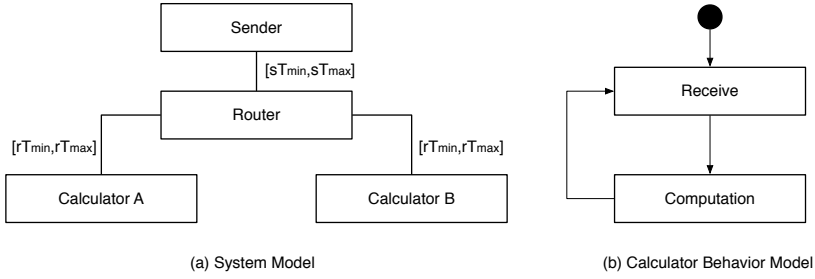 Sender
[sTmin,sTmax]
Router
[rTmin,rTmax]
[rTmin,rTmax]
Calculator A
Calculator B
(a) System Model
Receive
Computation
(b) Calculator Behavior Model